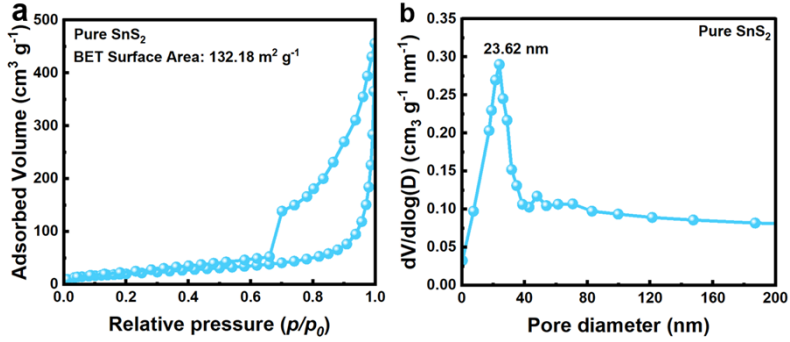 a
Pure SnS₂
BET Surface Area: 132.18 m² g⁻¹
Adsorbed Volume (cm³ g⁻¹)
500
400
300
200
100
0
0.0 0.2 0.4 0.6 0.8 1.0
Relative pressure (p/p₀)
b
Pure SnS₂
23.62 nm
dV/dlog(D) (cm₃ g⁻¹ nm⁻¹)
0.35
0.30
0.25
0.20
0.15
0.10
0.05
0.00
0 40 80 120 160 200
Pore diameter (nm)